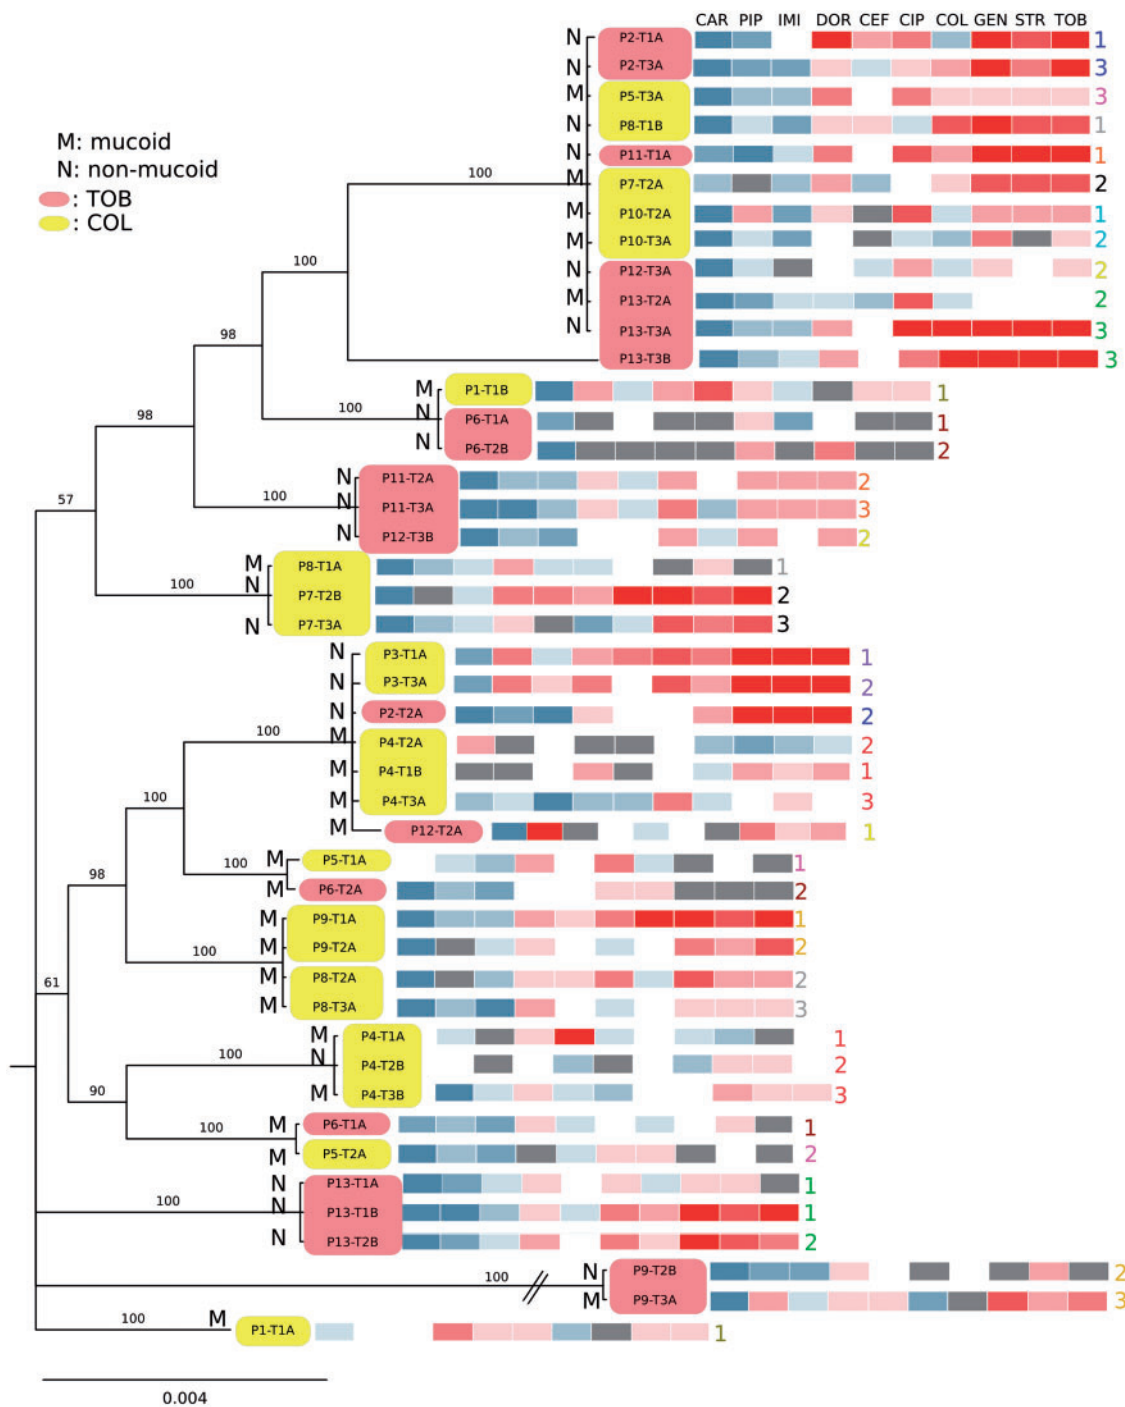 CAR PIP IMI DOR CEF CIP COL GEN STR TOB
N P2-T1A 1
N P2-T3A 3
M P5-T3A 3
N P8-T1B 1
N P11-T1A 1
M P7-T2A 2
M P10-T2A 1
M P10-T3A 2
N P12-T3A 2
M P13-T2A 2
N P13-T3A 3
P13-T3B 3
M: mucoid
N: non-mucoid
: TOB
: COL
100
100
98
98
57
M P1-T1B 1
N P6-T1A 1
N P6-T2B 2
100
N P11-T2A 2
N P11-T3A 3
N P12-T3B 2
100
M P8-T1A 1
N P7-T2B 2
N P7-T3A 3
100
N P3-T1A 1
N P3-T3A 2
N P2-T2A 2
M P4-T2A 2
M P4-T1B 1
M P4-T3A 3
M P12-T2A 1
100
100
M P5-T1A 1
M P6-T2A 2
100
98
M P9-T1A 1
M P9-T2A 2
M P8-T2A 2
M P8-T3A 3
100
61
M P4-T1A 1
N P4-T2B 2
M P4-T3B 3
100
90
M P6-T1A 1
M P5-T2A 2
100
N P13-T1A 1
N P13-T1B 1
N P13-T2B 2
100
N P9-T2B 2
M P9-T3A 3
100
M P1-T1A 1
100
0.004